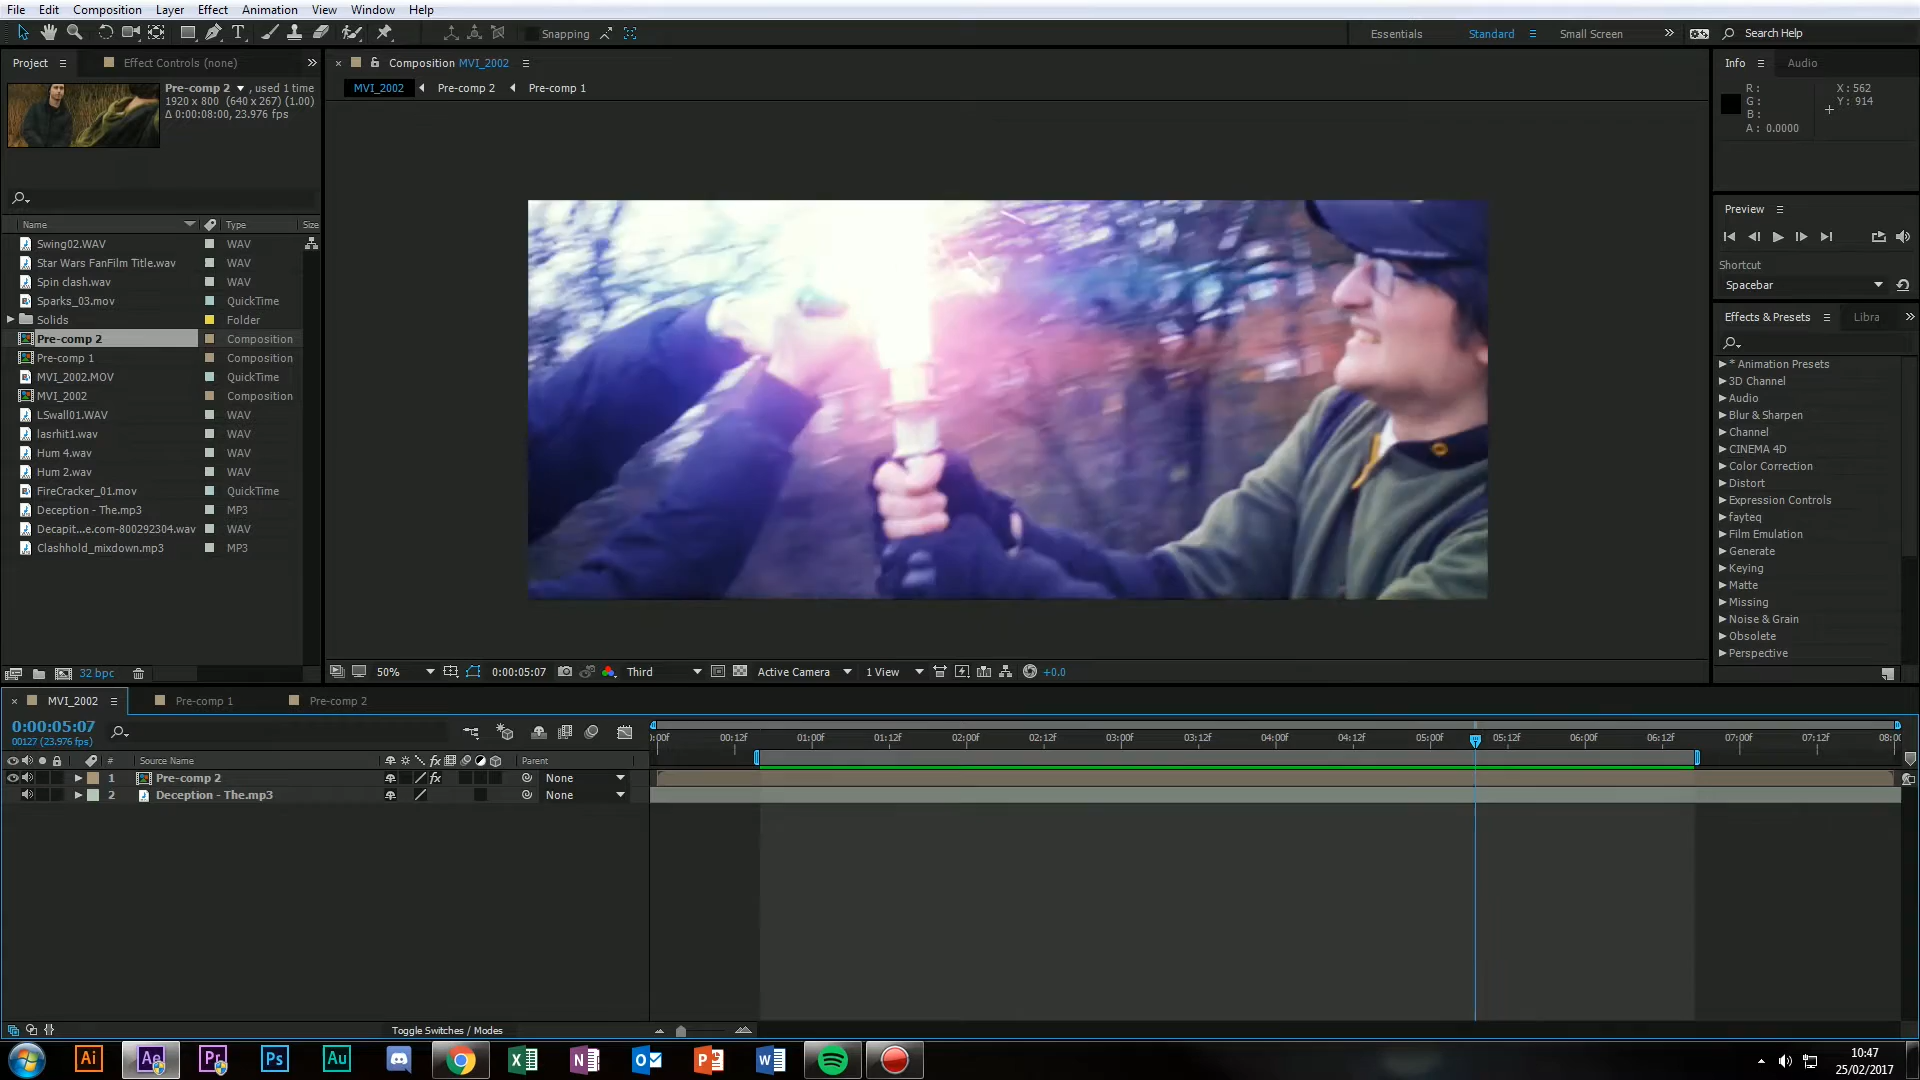 File Edit Composition Layer Effect Animation View Window Help
Snapping
Essentials Standard Small Screen Search Help
Project Effect Controls (none)
Pre-comp 2 , used 1 time
1920 x 800 (640 x 267) (1.00)
Δ 0:00:08:00, 23.976 fps
Name Type Size
Swing02.WAV WAV
Star Wars FanFilm Title.wav WAV
Spin clash.wav WAV
Sparks_03.mov QuickTime
Solids Folder
Pre-comp 2 Composition
Pre-comp 1 Composition
MVI_2002.MOV QuickTime
MVI_2002 Composition
LSwall01.WAV WAV
lasrhit1.wav WAV
Hum 4.wav WAV
Hum 2.wav WAV
FireCracker_01.mov QuickTime
Deception - The.mp3 MP3
Decapit...e.com-800292304.wav WAV
Clashhold_mixdown.mp3 MP3
32 bpc
Composition MVI_2002
MVI_2002 Pre-comp 2 Pre-comp 1
50% 0:00:05:07 Third Active Camera 1 View +0.0
Info Audio
R : X : 562
G : Y : 914
B :
A : 0.0000
Preview
Shortcut
Spacebar
Effects & Presets Libra
* Animation Presets
3D Channel
Audio
Blur & Sharpen
Channel
CINEMA 4D
Color Correction
Distort
Expression Controls
fayteq
Film Emulation
Generate
Keying
Matte
Missing
Noise & Grain
Obsolete
Perspective
MVI_2002 Pre-comp 1 Pre-comp 2
0:00:05:07
00127 (23.976 fps)
:00f 00:12f 01:00f 01:12f 02:00f 02:12f 03:00f 03:12f 04:00f 04:12f 05:00f 05:12f 06:00f 06:12f 07:00f 07:12f 08:00
# Source Name fx Parent
1 Pre-comp 2 fx None
2 Deception - The.mp3 None
Toggle Switches / Modes
Ai Ae Pr Ps Au
10:47
25/02/2017